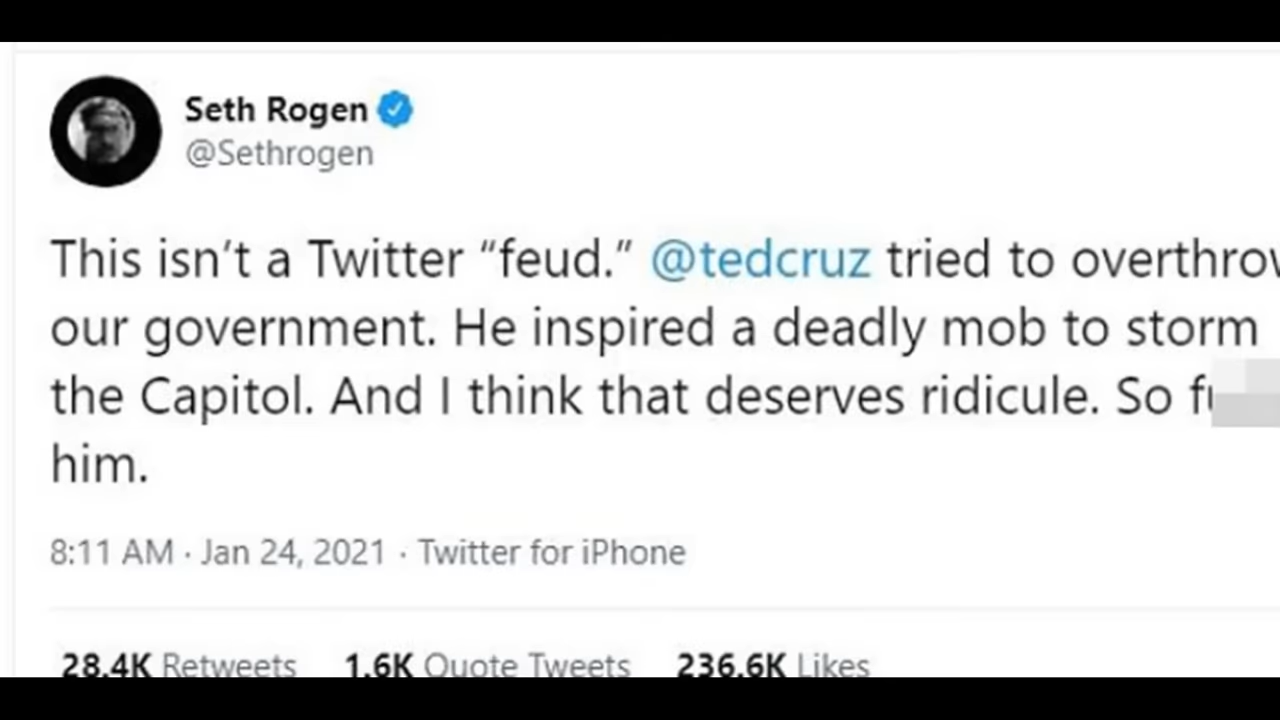 Seth Rogen
@Sethrogen
This isn’t a Twitter “feud.” @tedcruz tried to overthrow
our government. He inspired a deadly mob to storm
the Capitol. And I think that deserves ridicule. So
him.
8:11 AM · Jan 24, 2021 · Twitter for iPhone
28.4K Retweets 1.6K Quote Tweets 236.6K Likes